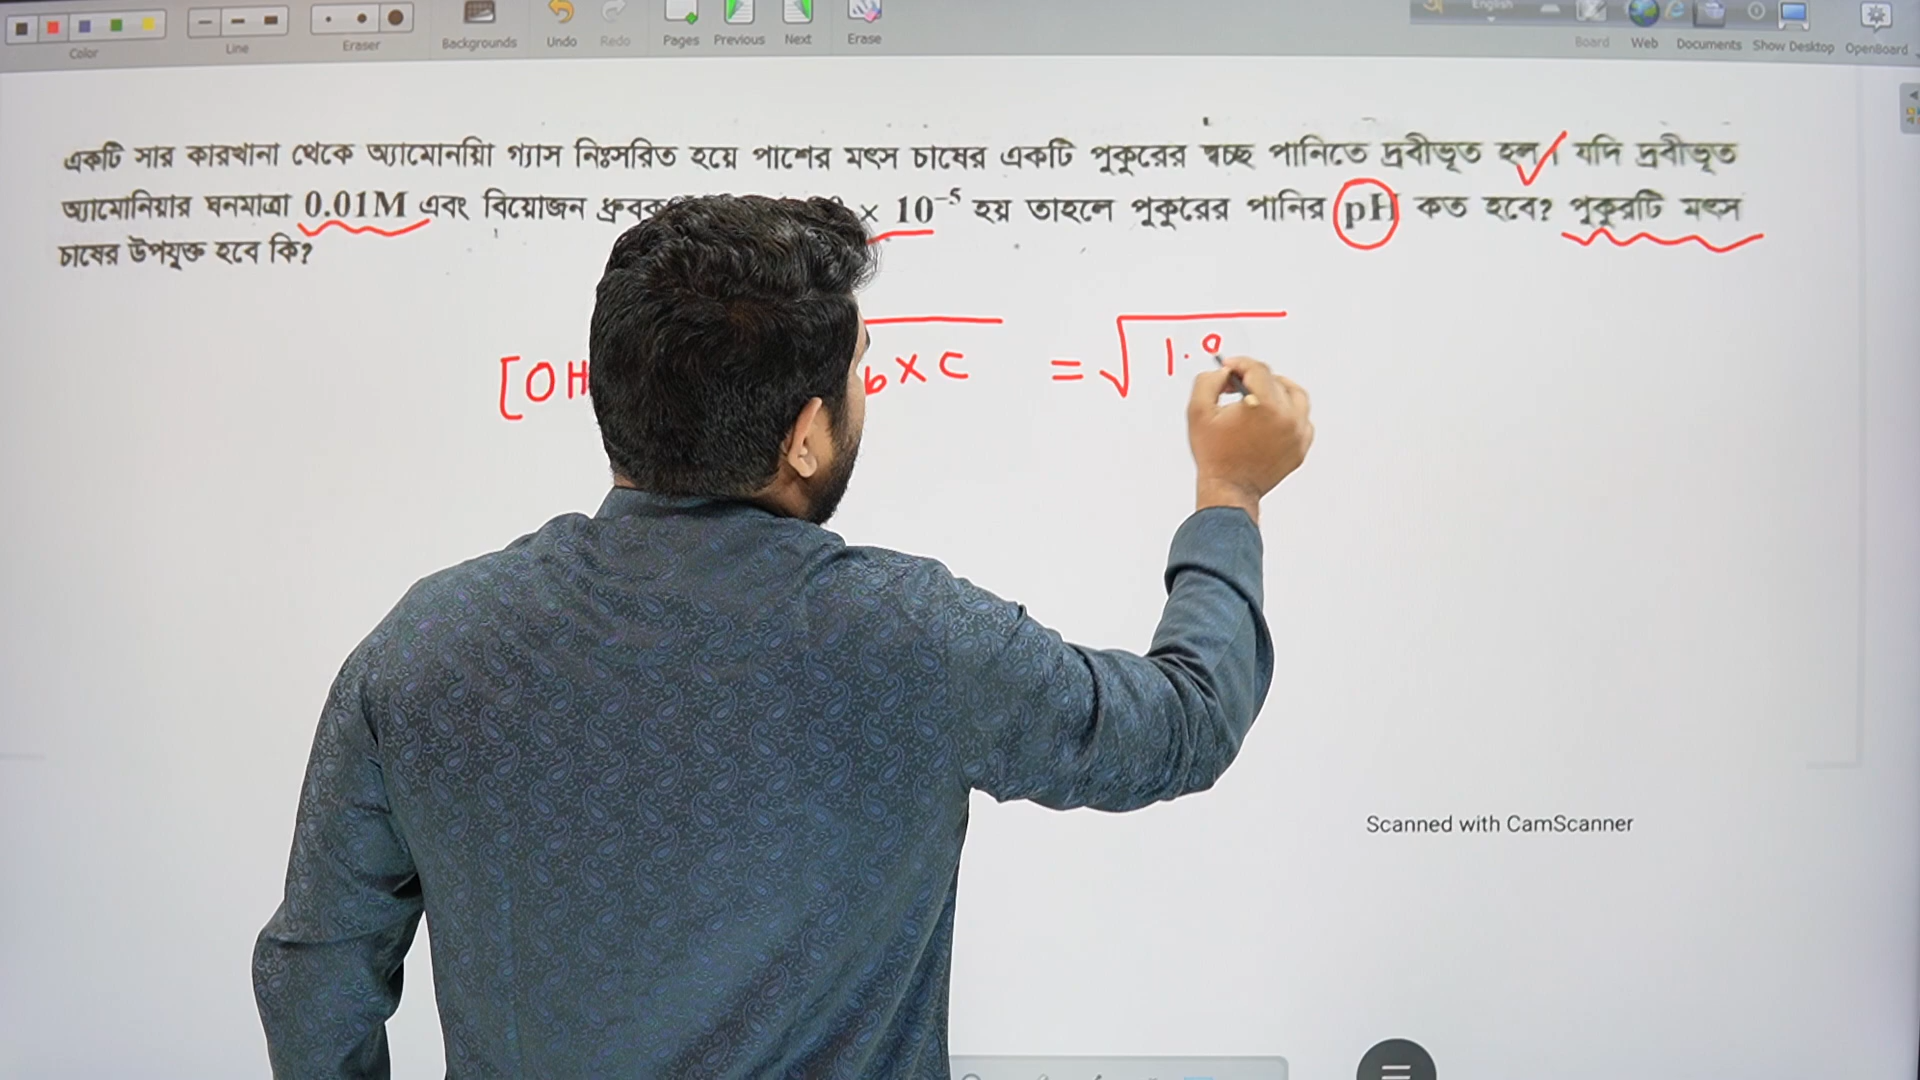 Color
Line
Eraser
Backgrounds
Undo
Redo
Pages
Previous
Next
Erase
English
Board
Web
Documents
Show Desktop
OpenBoard
একটি সার কারখানা থেকে অ্যামোনিয়া গ্যাস নিঃসরিত হয়ে পাশের মৎস চাষের একটি পুকুরের স্বচ্ছ পানিতে দ্রবীভূত হল। যদি দ্রবীভূত
অ্যামোনিয়ার ঘনমাত্রা 0.01M এবং বিয়োজন × 10⁻⁵ হয় তাহলে পুকুরের পানির pH কত হবে? পুকুরটি মৎস
চাষের উপযুক্ত হবে কি?
[OH b × C = √1.
Scanned with CamScanner